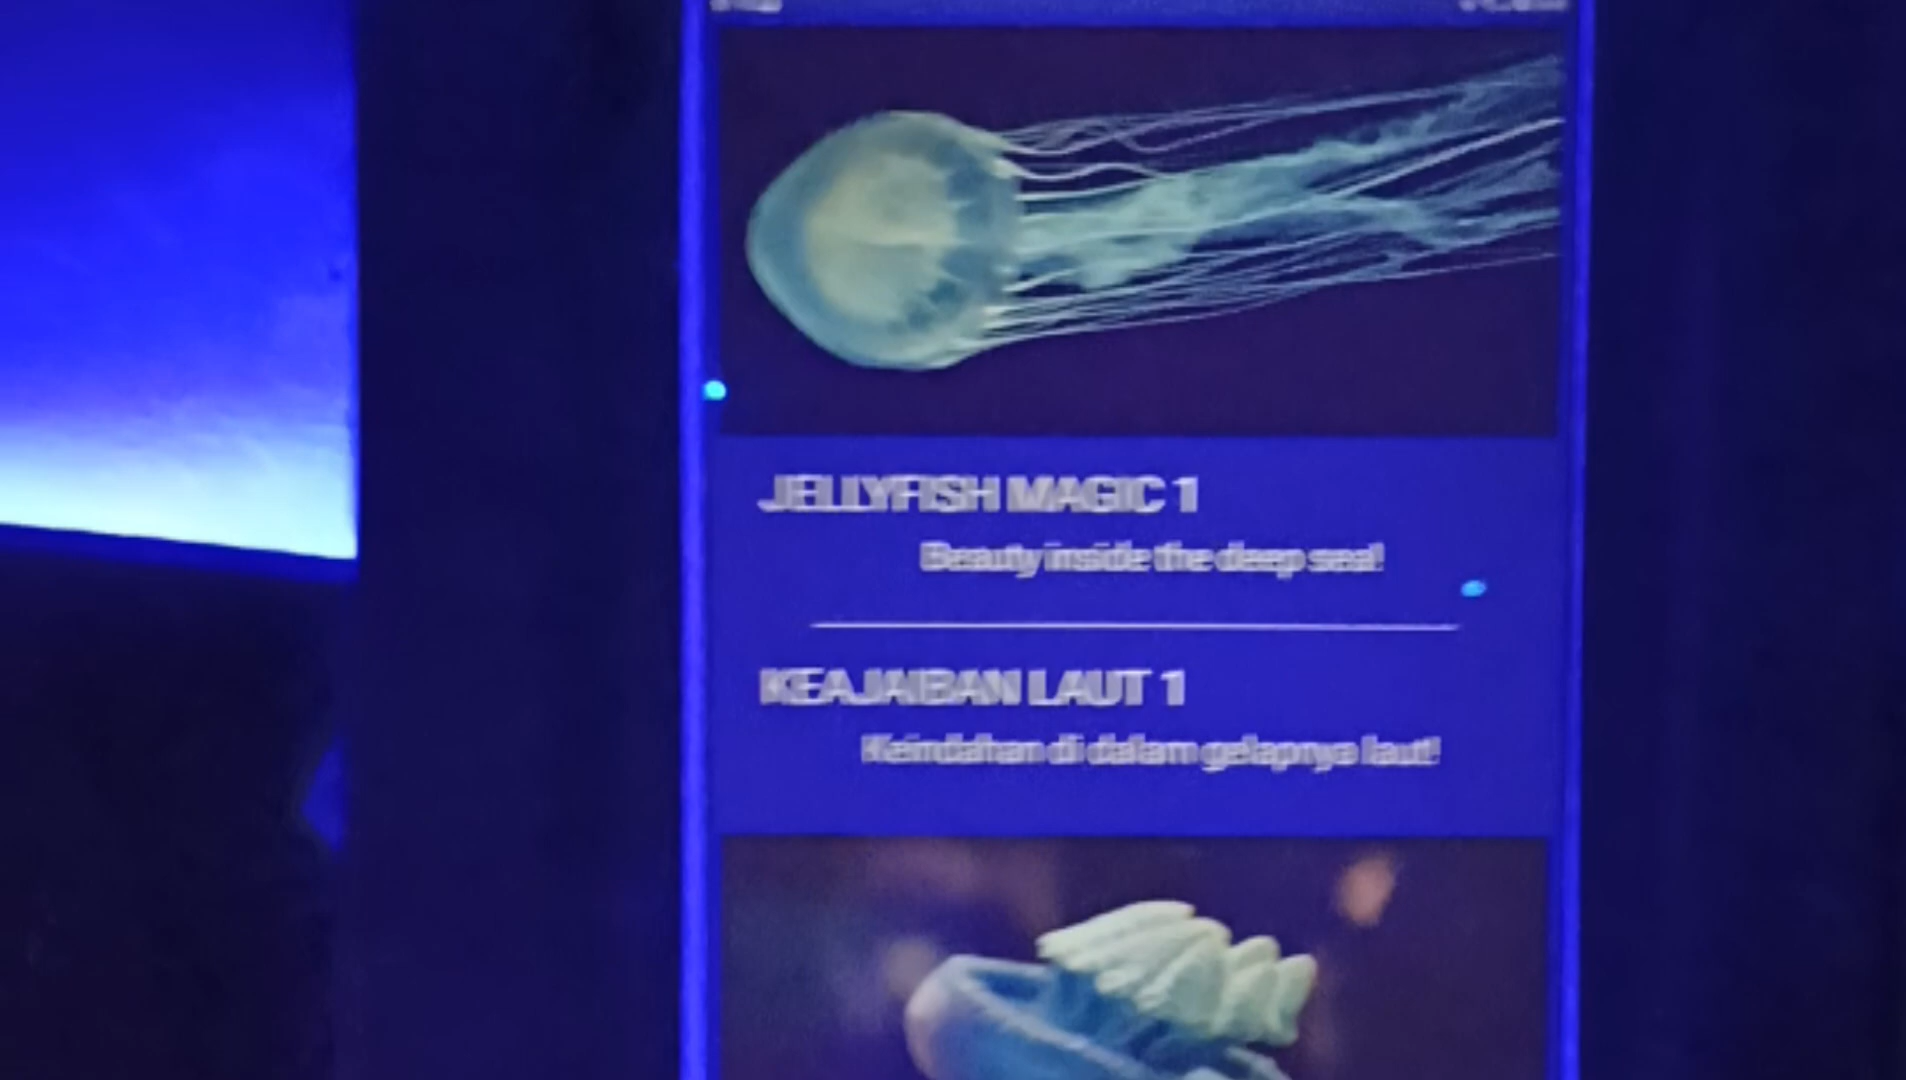 JELLYFISH MAGIC 1
Beauty inside the deep sea!
KEAJAIBAN LAUT 1
Keindahan di dalam gelapnya laut!